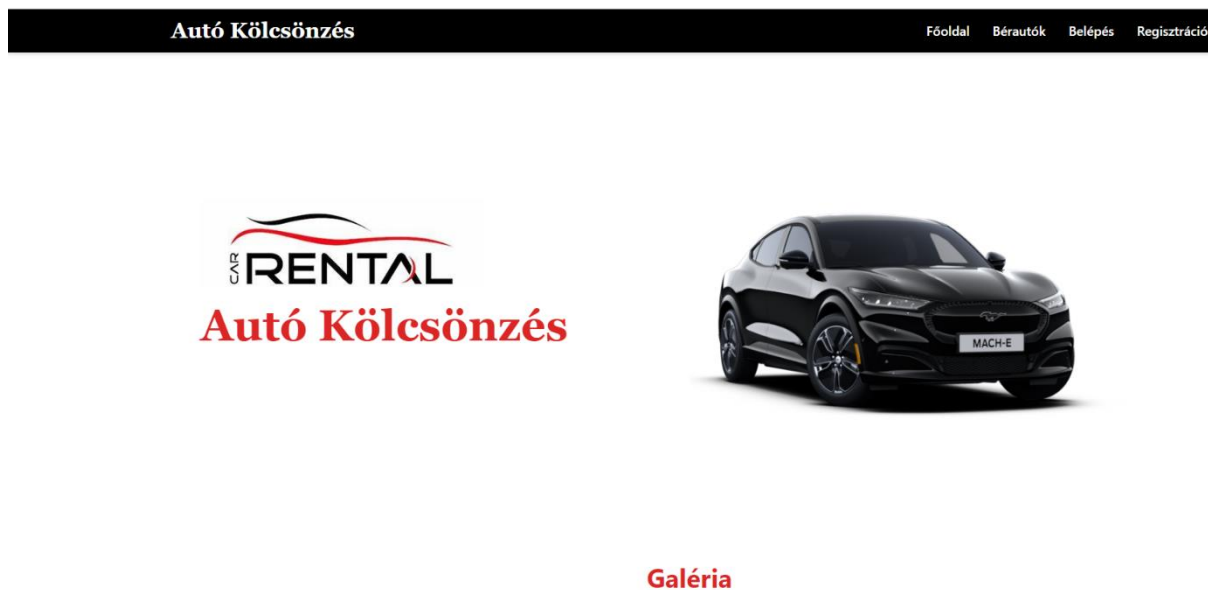 Autó Kölcsönzés
Főoldal Bérautók Belépés Regisztráció
CAR RENTAL
Autó Kölcsönzés
MACH-E
Galéria